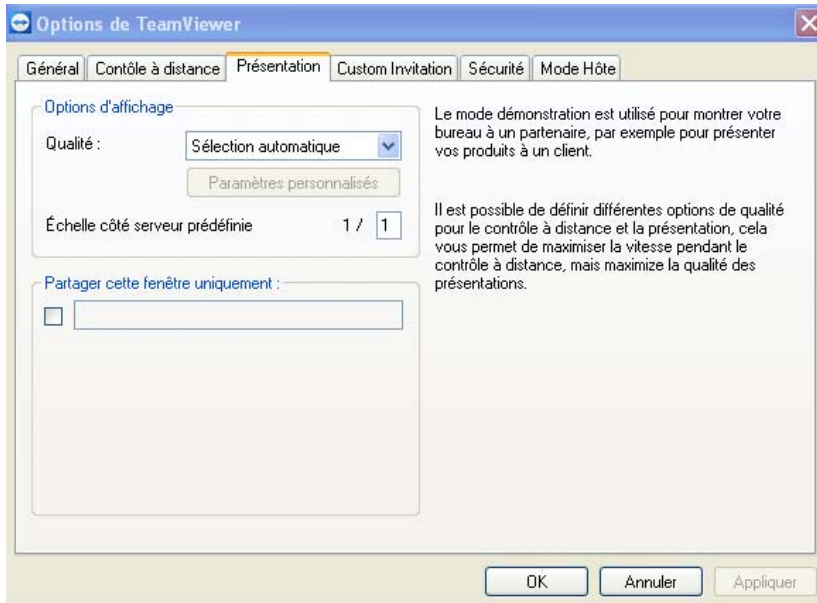 Options de TeamViewer
Général Contôle à distance Présentation Custom Invitation Sécurité Mode Hôte
Options d'affichage
Qualité : Sélection automatique
Paramètres personnalisés
Échelle côté serveur prédéfinie 1 / 1
Partager cette fenêtre uniquement :
Le mode démonstration est utilisé pour montrer votre
bureau à un partenaire, par exemple pour présenter
vos produits à un client.
Il est possible de définir différentes options de qualité
pour le contrôle à distance et la présentation, cela
vous permet de maximiser la vitesse pendant le
contrôle à distance, mais maximize la qualité des
présentations.
OK Annuler Appliquer